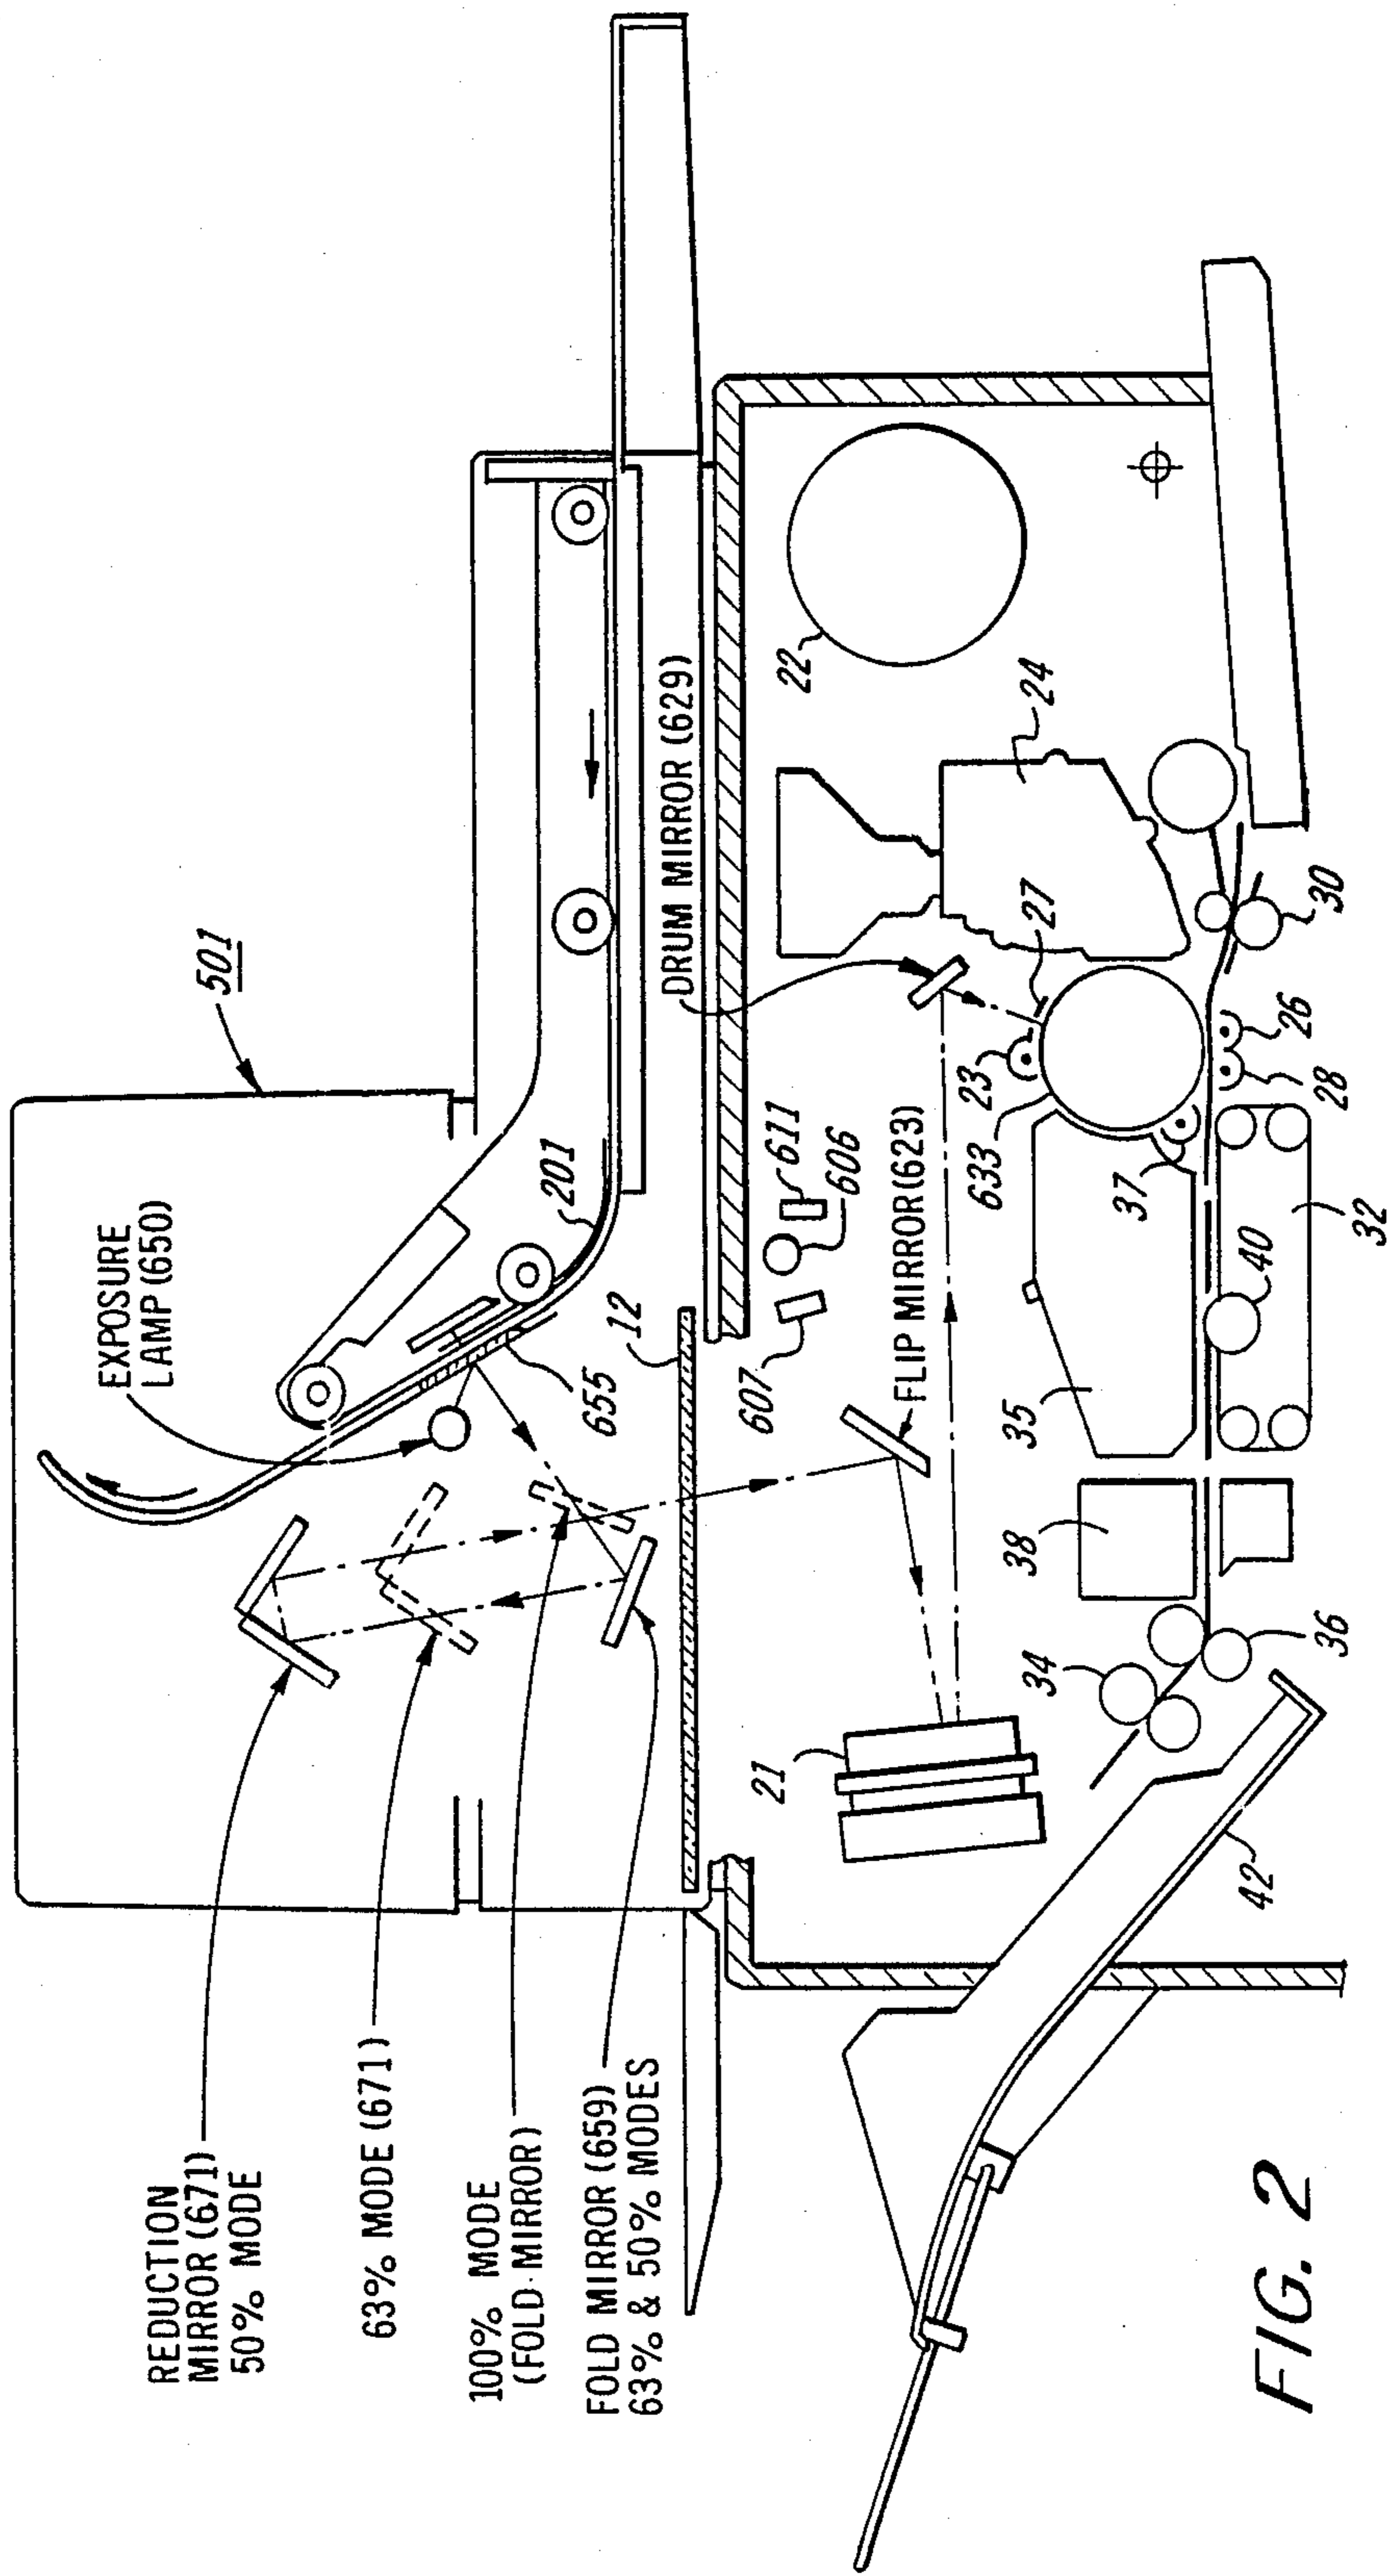 REDUCTION
MIRROR (671)
50% MODE
63% MODE (671)
100% MODE
(FOLD MIRROR)
FOLD MIRROR (659)
63% & 50% MODES
EXPOSURE
LAMP (650)
501
201
655
12
DRUM MIRROR (629)
607
606
611
FLIP MIRROR (623)
21
22
24
27
23
633
37
35
38
34
36
40
32
28
26
30
42
FIG. 2